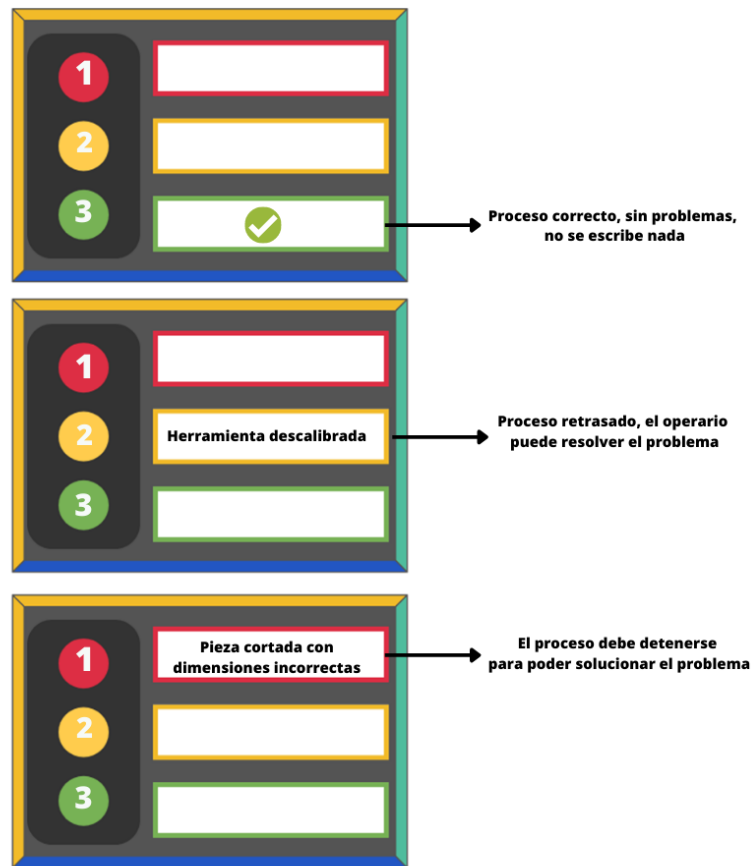 1
2
3
Proceso correcto, sin problemas,
no se escribe nada
1
2
Herramienta descalibrada
3
Proceso retrasado, el operario
puede resolver el problema
1
Pieza cortada con
dimensiones incorrectas
2
3
El proceso debe detenerse
para poder solucionar el problema